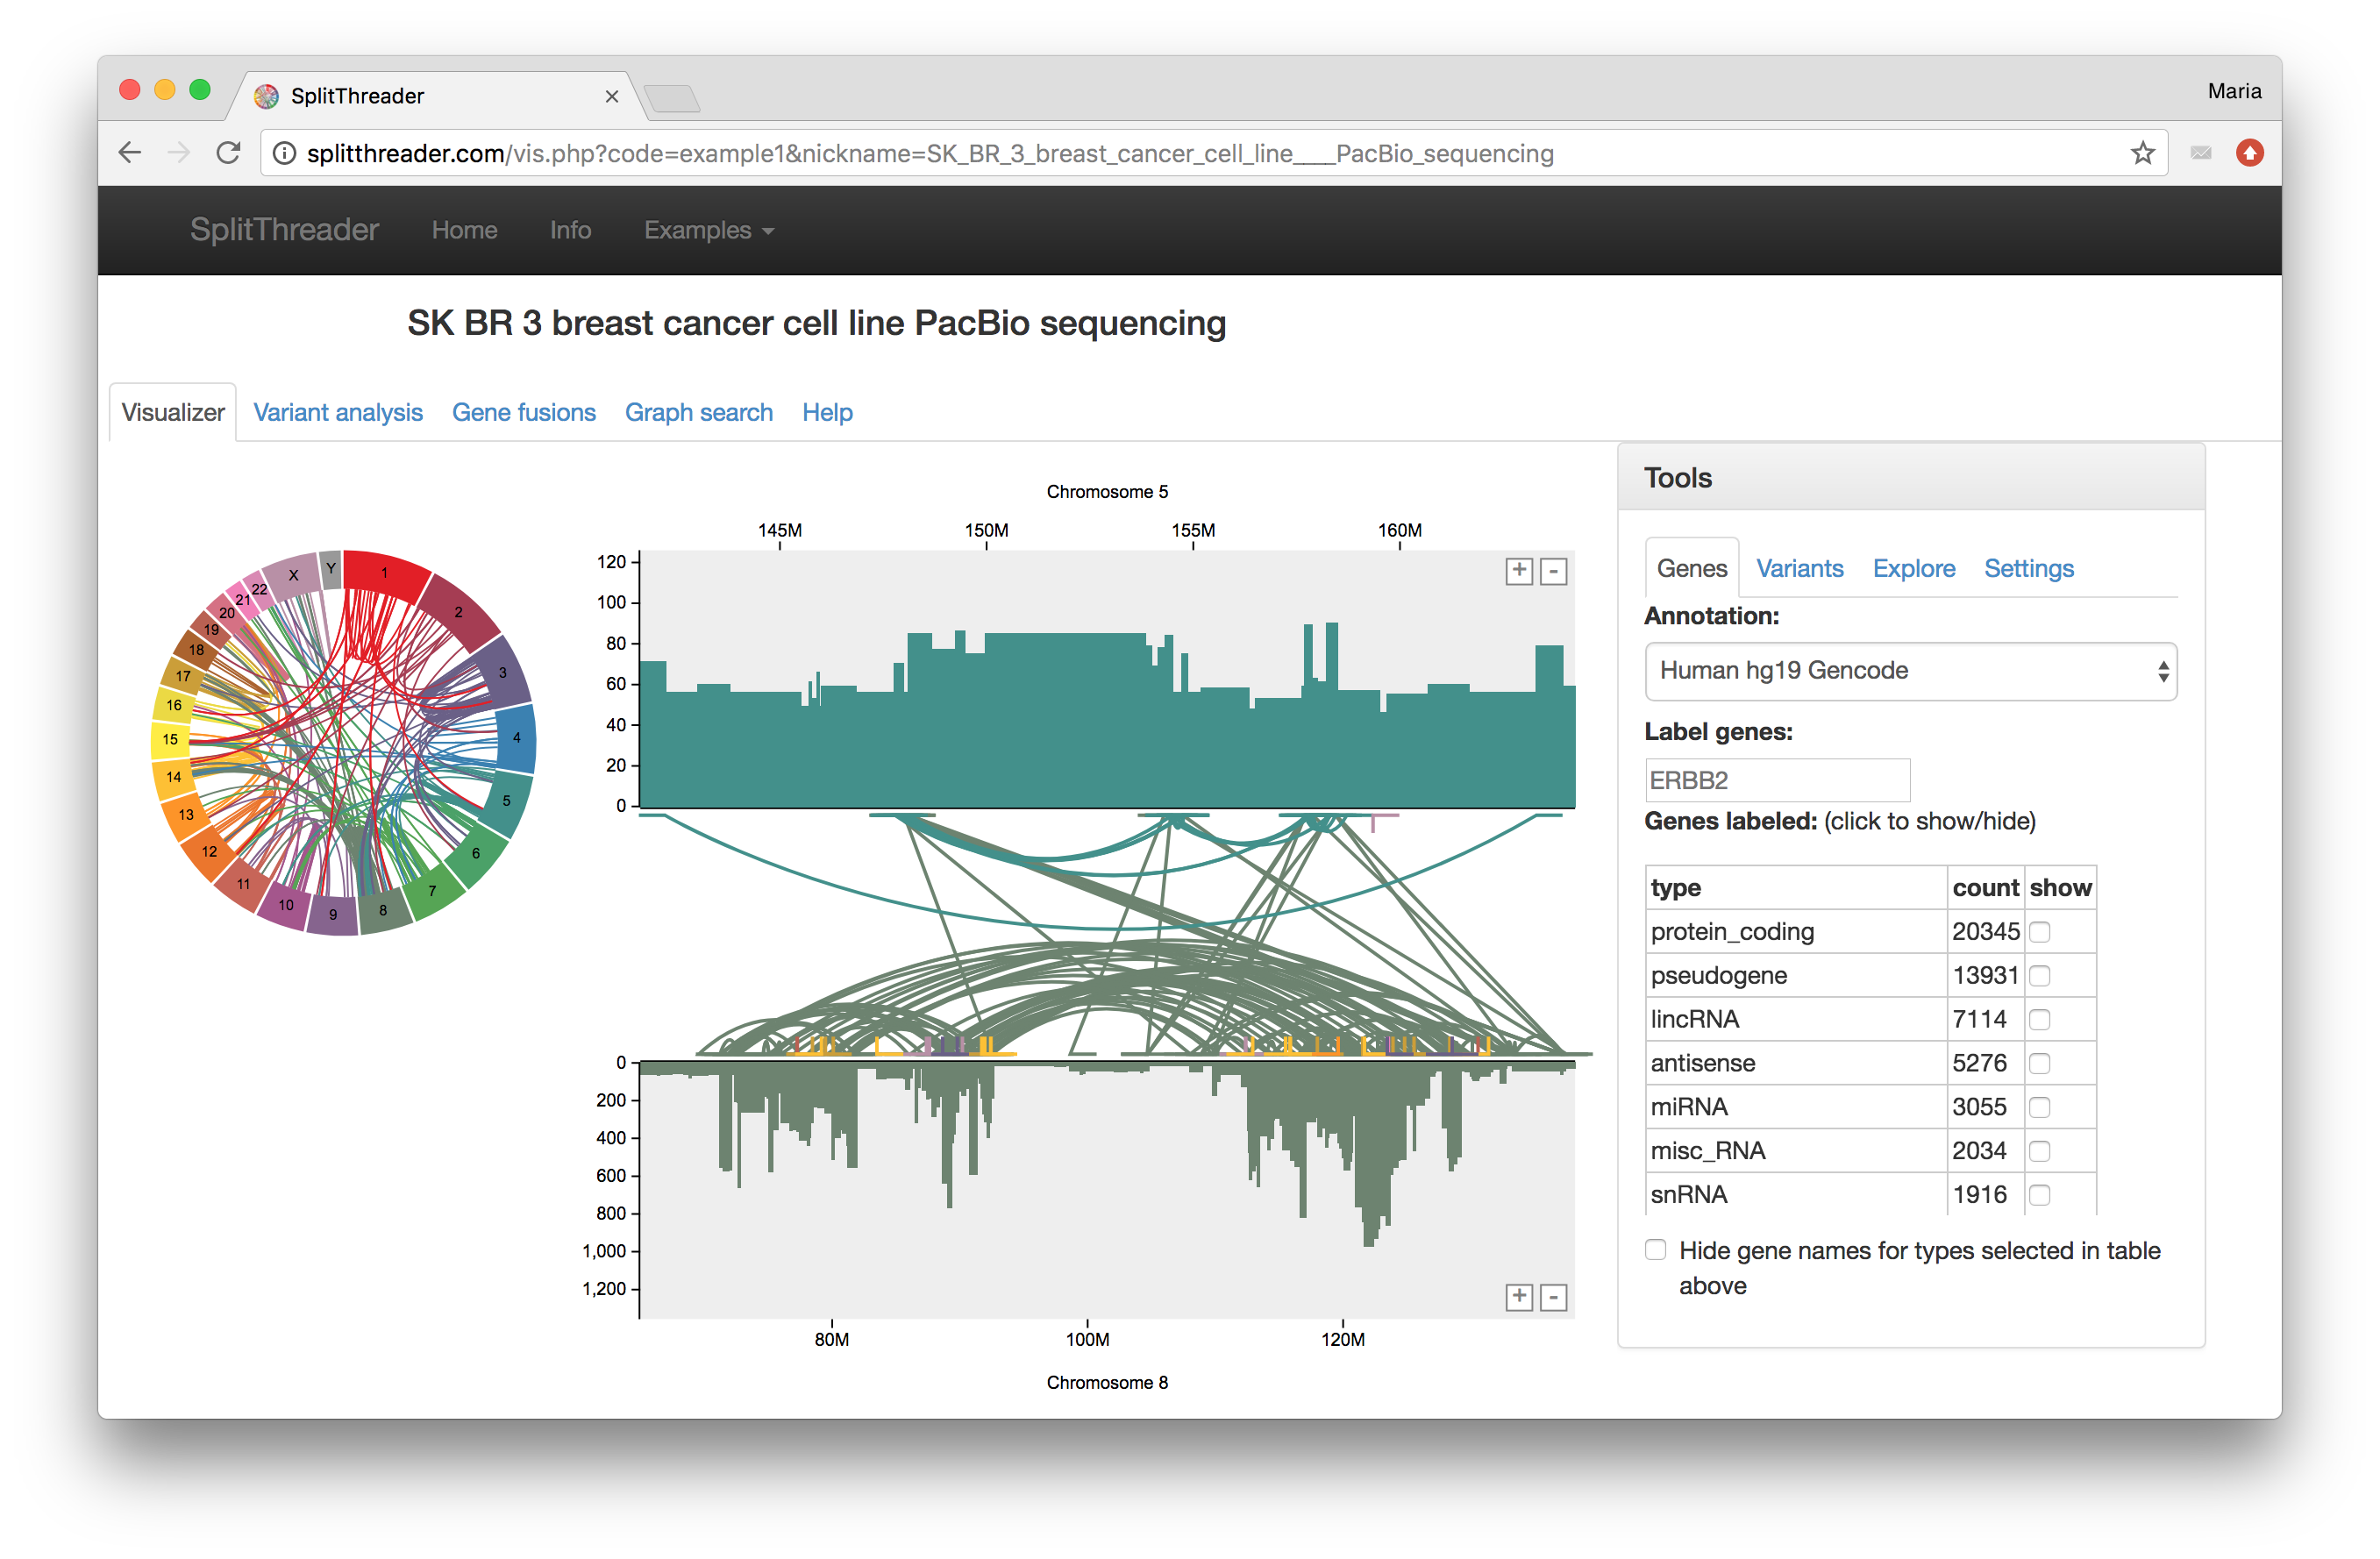 SplitThreader
Maria
splitthreader.com/vis.php?code=example1&nickname=SK_BR_3_breast_cancer_cell_line____PacBio_sequencing
SplitThreader Home Info Examples
SK BR 3 breast cancer cell line PacBio sequencing
Visualizer Variant analysis Gene fusions Graph search Help
1
2
3
4
5
6
7
8
9
10
11
12
13
14
15
16
17
18
19
20
21
22
X
Y
Chromosome 5
145M 150M 155M 160M
120
100
80
60
40
20
0
+ -
0
200
400
600
800
1,000
1,200
+ -
80M 100M 120M
Chromosome 8
Tools
Genes Variants Explore Settings
Annotation:
Human hg19 Gencode
Label genes:
ERBB2
Genes labeled: (click to show/hide)
type count show
protein_coding 20345
pseudogene 13931
lincRNA 7114
antisense 5276
miRNA 3055
misc_RNA 2034
snRNA 1916
Hide gene names for types selected in table
above